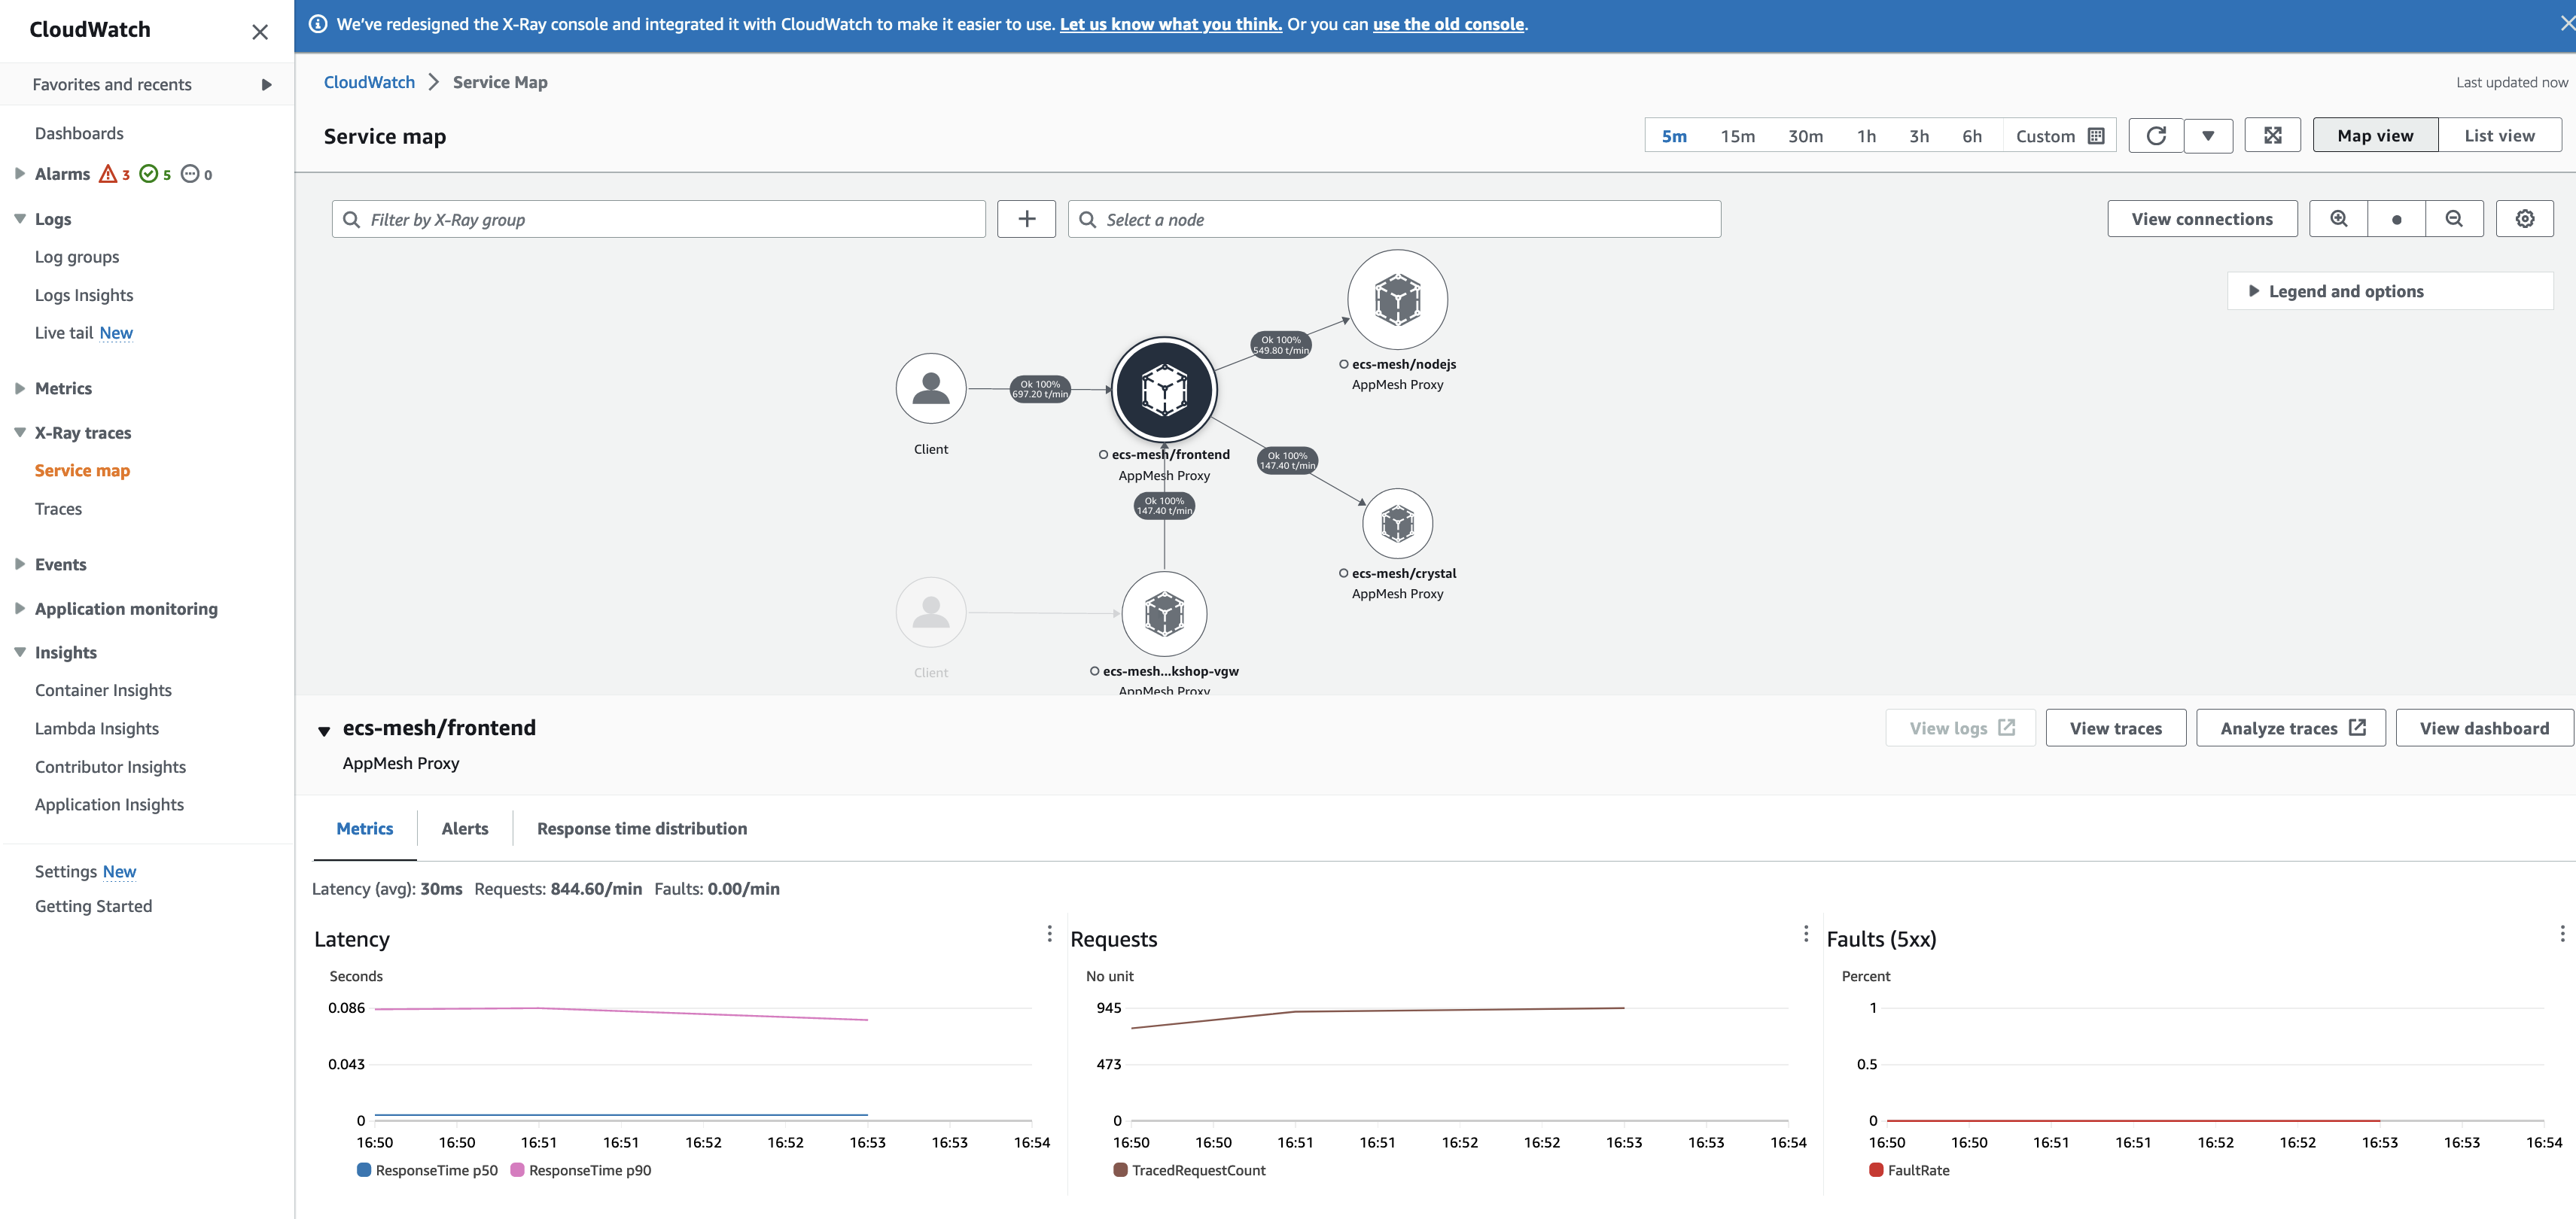 CloudWatch
Favorites and recents
Dashboards
Alarms 3 5 0
Logs
Log groups
Logs Insights
Live tail New
Metrics
X-Ray traces
Service map
Traces
Events
Application monitoring
Insights
Container Insights
Lambda Insights
Contributor Insights
Application Insights
Settings New
Getting Started
We've redesigned the X-Ray console and integrated it with CloudWatch to make it easier to use. Let us know what you think. Or you can use the old console.
CloudWatch Service Map
Last updated now
Service map
5m 15m 30m 1h 3h 6h Custom
Map view List view
Filter by X-Ray group
Select a node
View connections
Legend and options
Ok 100%
549.80 t/min
ecs-mesh/nodejs
AppMesh Proxy
Ok 100%
697.20 t/min
Client
ecs-mesh/frontend
AppMesh Proxy
Ok 100%
147.40 t/min
Ok 100%
147.40 t/min
ecs-mesh/crystal
AppMesh Proxy
Client
ecs-mesh...kshop-vgw
AppMesh Proxy
ecs-mesh/frontend
AppMesh Proxy
View logs View traces Analyze traces View dashboard
Metrics Alerts Response time distribution
Latency (avg): 30ms Requests: 844.60/min Faults: 0.00/min
Latency
Seconds
0.086
0.043
0
16:50 16:50 16:51 16:51 16:52 16:52 16:53 16:53 16:54
ResponseTime p50 ResponseTime p90
Requests
No unit
945
473
0
16:50 16:50 16:51 16:51 16:52 16:52 16:53 16:53 16:54
TracedRequestCount
Faults (5xx)
Percent
1
0.5
0
16:50 16:50 16:51 16:51 16:52 16:52 16:53 16:53 16:54
FaultRate